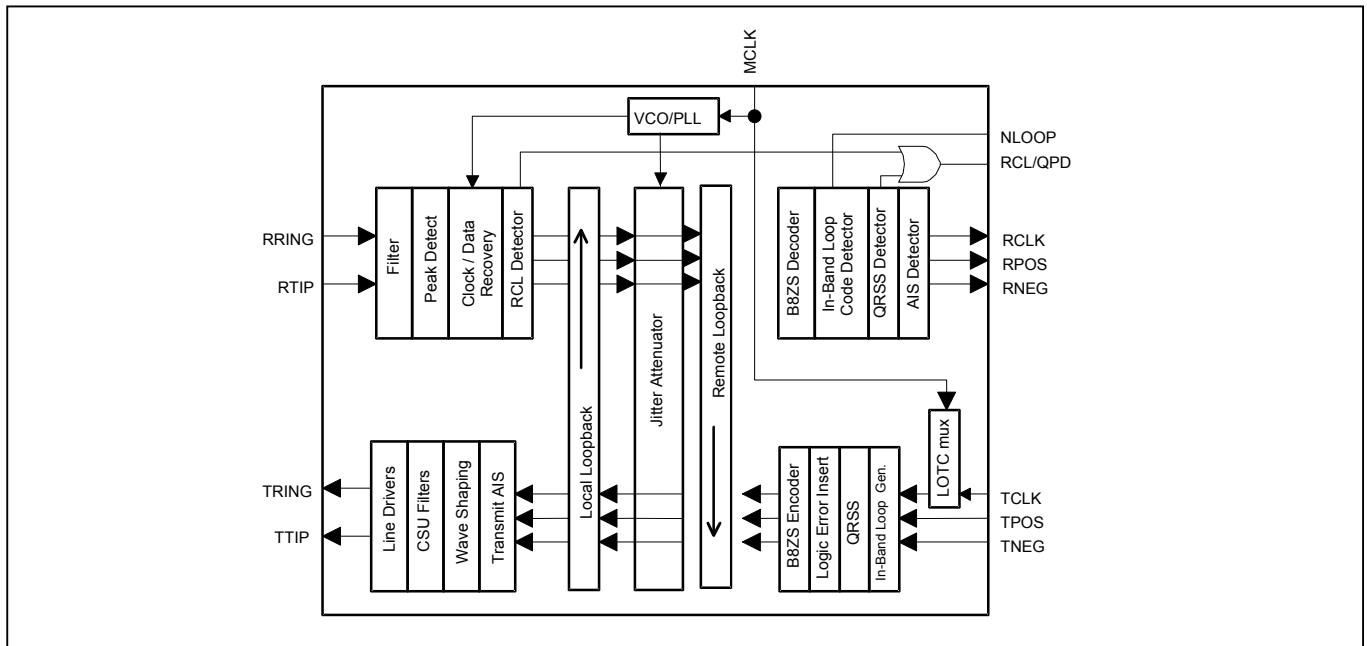 MCLK
VCO/PLL
NLOOP
RCL/QPD
RRING
RTIP
Filter
Peak Detect
Clock / Data
Recovery
RCL Detector
Local Loopback
Jitter Attenuator
Remote Loopback
B8ZS Decoder
In-Band Loop
Code Detector
QRSS Detector
AIS Detector
RCLK
RPOS
RNEG
LOTC mux
TRING
TTIP
Line Drivers
CSU Filters
Wave Shaping
Transmit AIS
B8ZS Encoder
Logic Error Insert
QRSS
In-Band Loop Gen.
TCLK
TPOS
TNEG